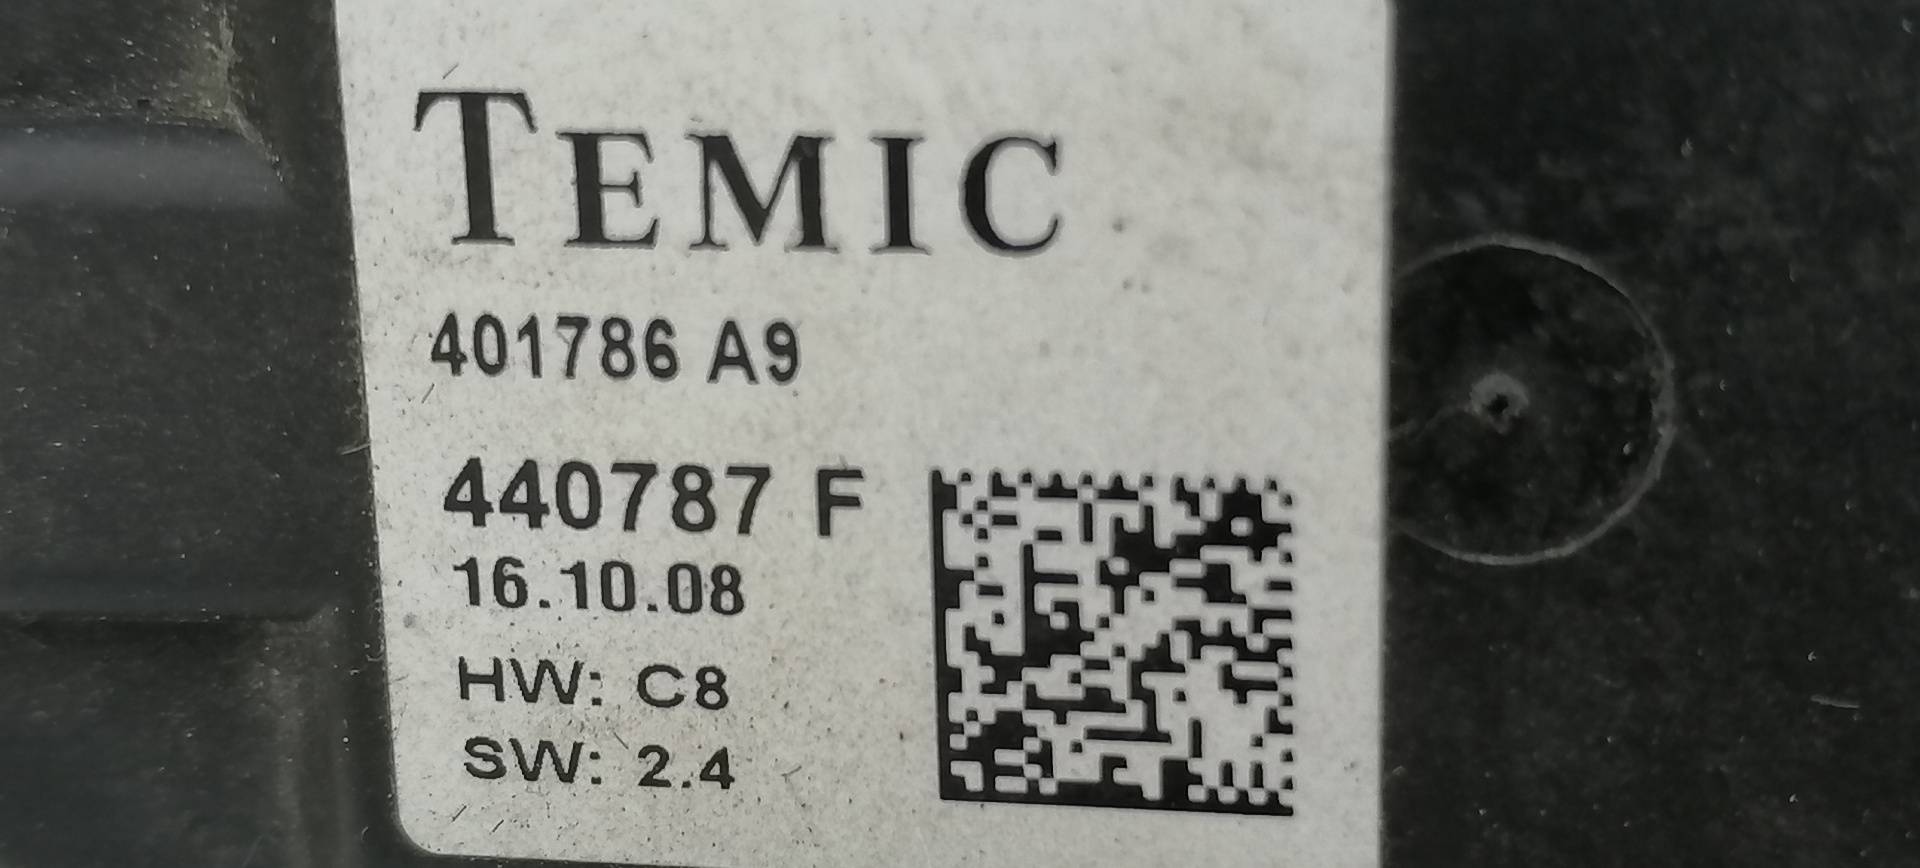 TEMIC
401786 A9
440787 F
16.10.08
HW: C8
SW: 2.4